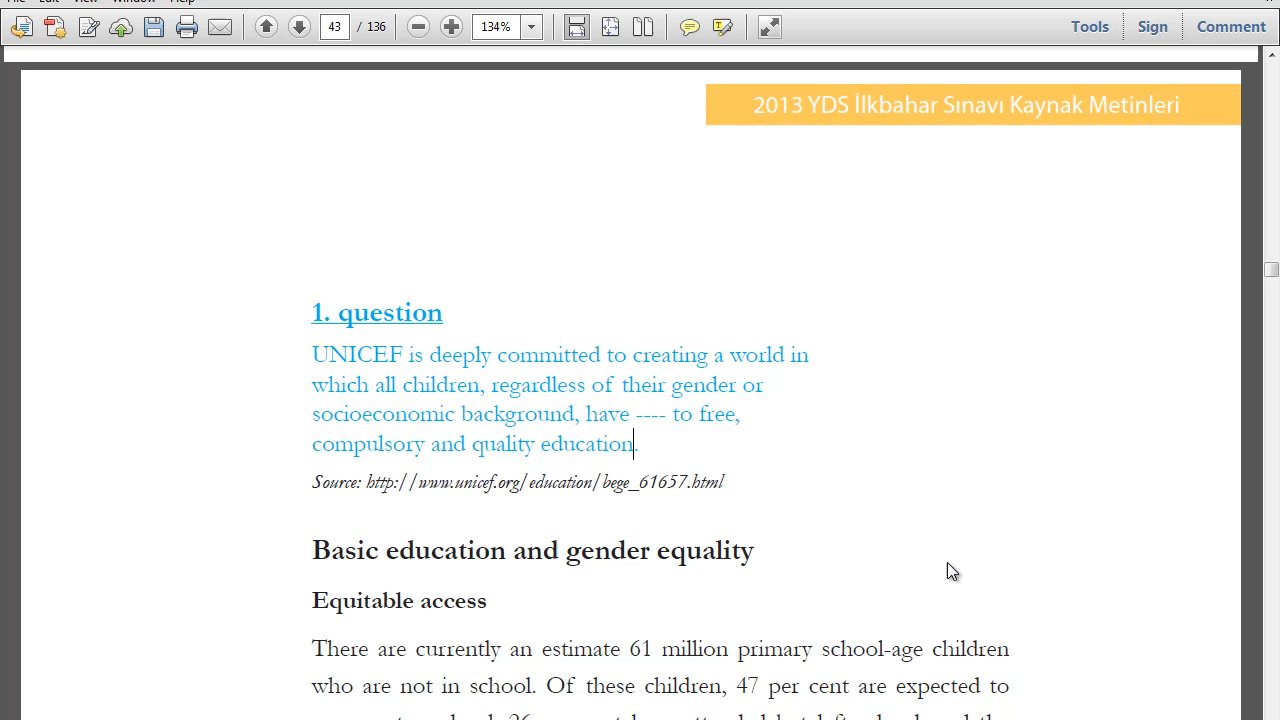 Edit View Window Help
43 / 136 134% Tools Sign Comment
2013 YDS İlkbahar Sınavı Kaynak Metinleri
1. question
UNICEF is deeply committed to creating a world in
which all children, regardless of their gender or
socioeconomic background, have ---- to free,
compulsory and quality education.
Source: http://www.unicef.org/education/bege_61657.html
Basic education and gender equality
Equitable access
There are currently an estimate 61 million primary school-age children
who are not in school. Of these children, 47 per cent are expected to